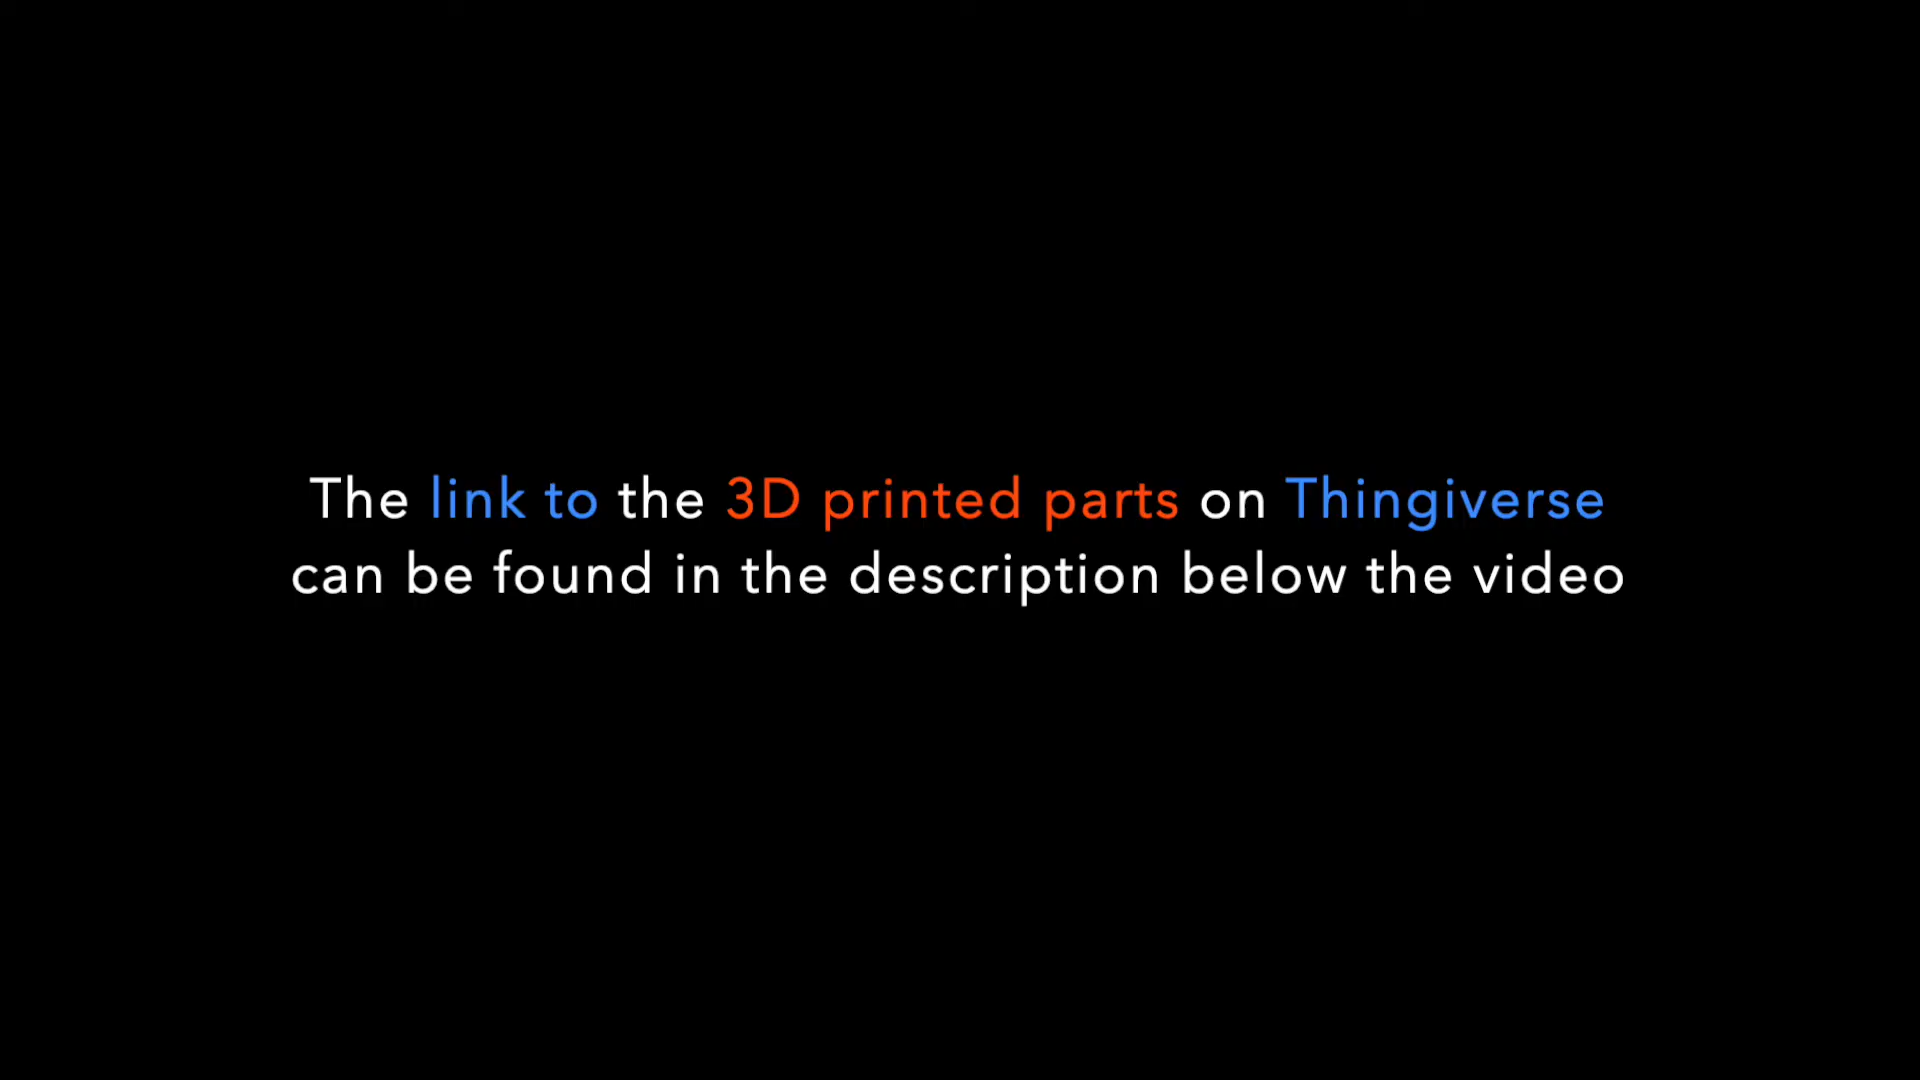 The link to the 3D printed parts on Thingiverse
can be found in the description below the video